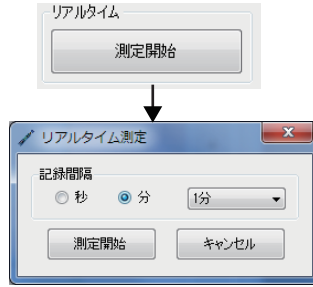 リアルタイム
測定開始
リアルタイム測定
記録間隔
秒 分 1分
測定開始 キャンセル